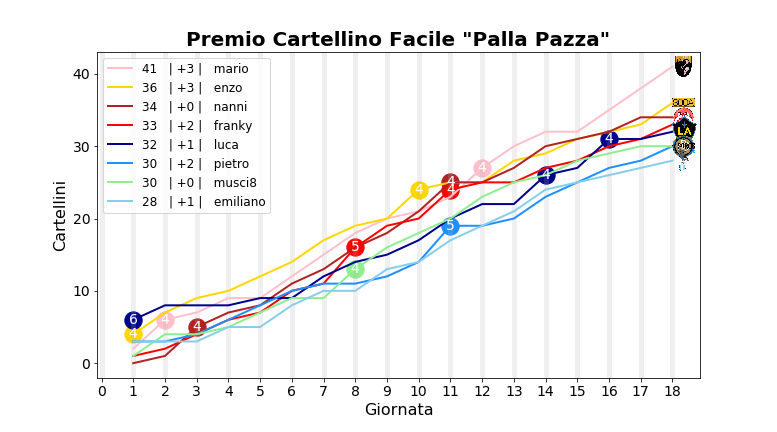 Premio Cartellino Facile "Palla Pazza"
41 | +3 | mario
36 | +3 | enzo
34 | +0 | nanni
33 | +2 | franky
32 | +1 | luca
30 | +2 | pietro
30 | +0 | musci8
28 | +1 | emiliano
Cartellini
40
30
20
10
0
6
4
4
4
5
4
4
4
4
5
4
4
4
LA
0 1 2 3 4 5 6 7 8 9 10 11 12 13 14 15 16 17 18
Giornata